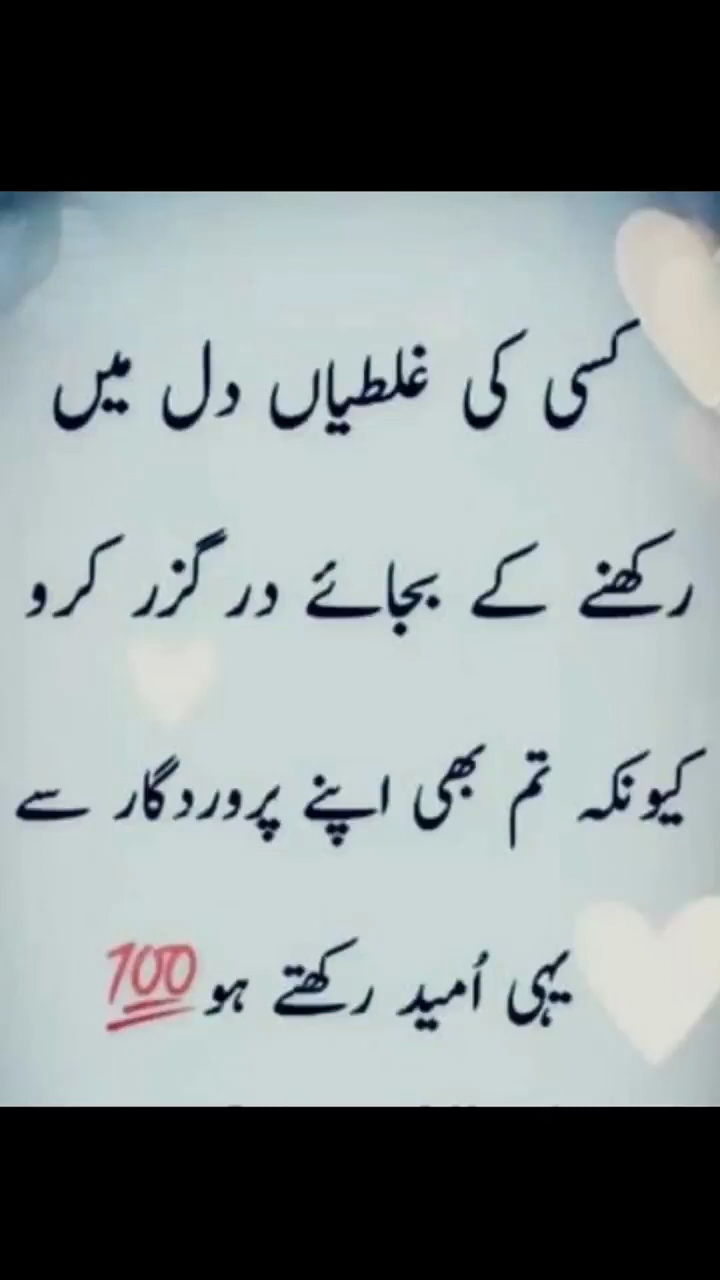 کسی کی غلطیاں دل میں
رکھنے کے بجائے درگزر کرو
کیونکہ تم بھی اپنے پروردگار سے
یہی اُمید رکھتے ہو 💯